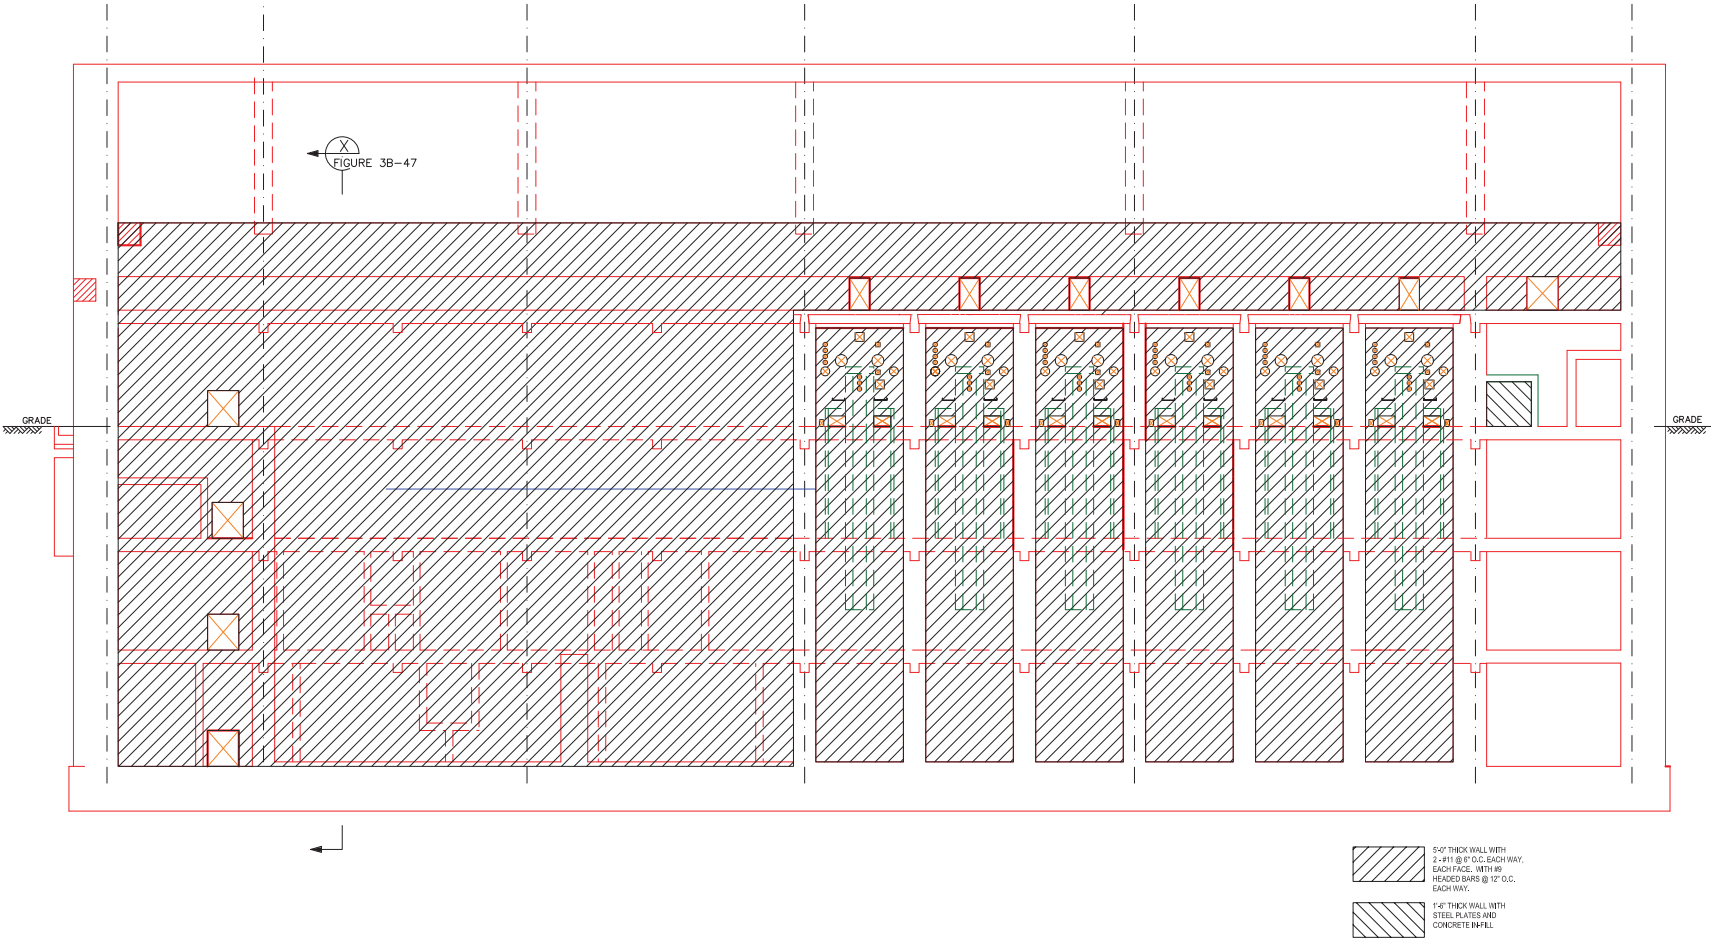 X
FIGURE 3B-47
GRADE
GRADE
5'-0" THICK WALL WITH
2 - #11 @ 6" O.C. EACH WAY,
EACH FACE. WITH #9
HEADED BARS @ 12" O.C.
EACH WAY.
1'-6" THICK WALL WITH
STEEL PLATES AND
CONCRETE IN-FILL